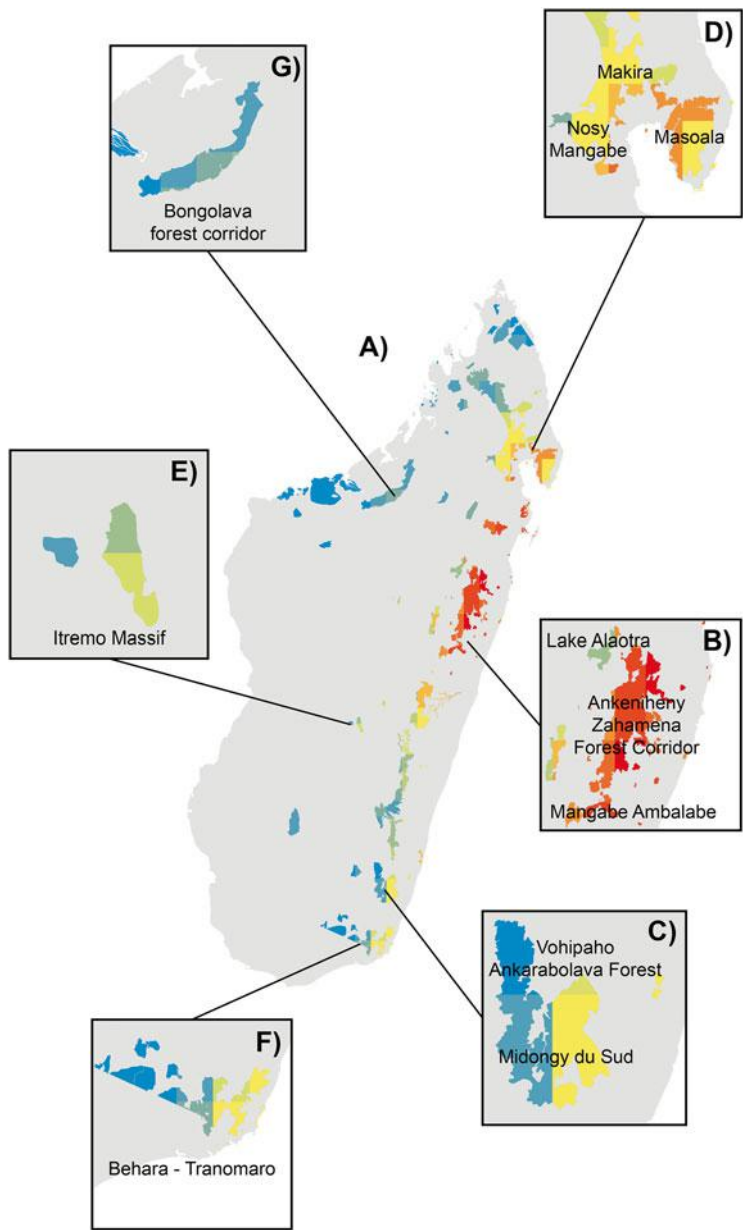 G)
Bongolava
forest corridor
D)
Makira
Nosy
Mangabe
Masoala
A)
E)
Itremo Massif
B)
Lake Alaotra
Ankeniheny
Zahamena
Forest Corridor
Mangabe Ambalabe
C)
Vohipaho
Ankarabolava Forest
Midongy du Sud
F)
Behara - Tranomaro